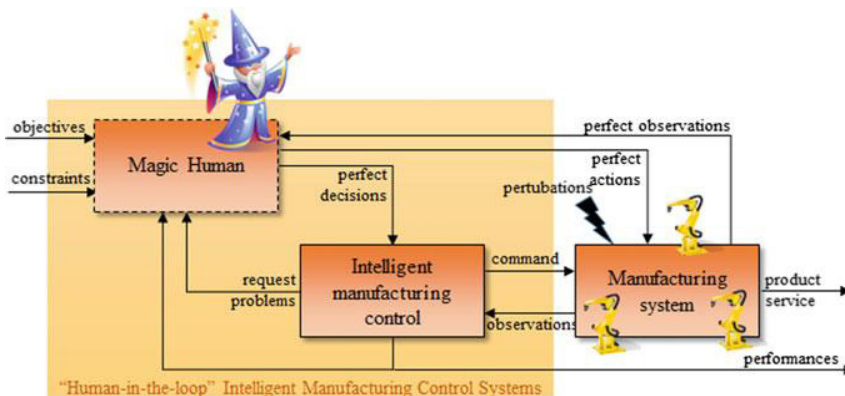 objectives
constraints
Magic Human
perfect observations
perfect
decisions
perfect
actions
pertubations
request
problems
Intelligent
manufacturing
control
command
observations
Manufacturing
system
product
service
performances
"Human-in-the-loop" Intelligent Manufacturing Control Systems